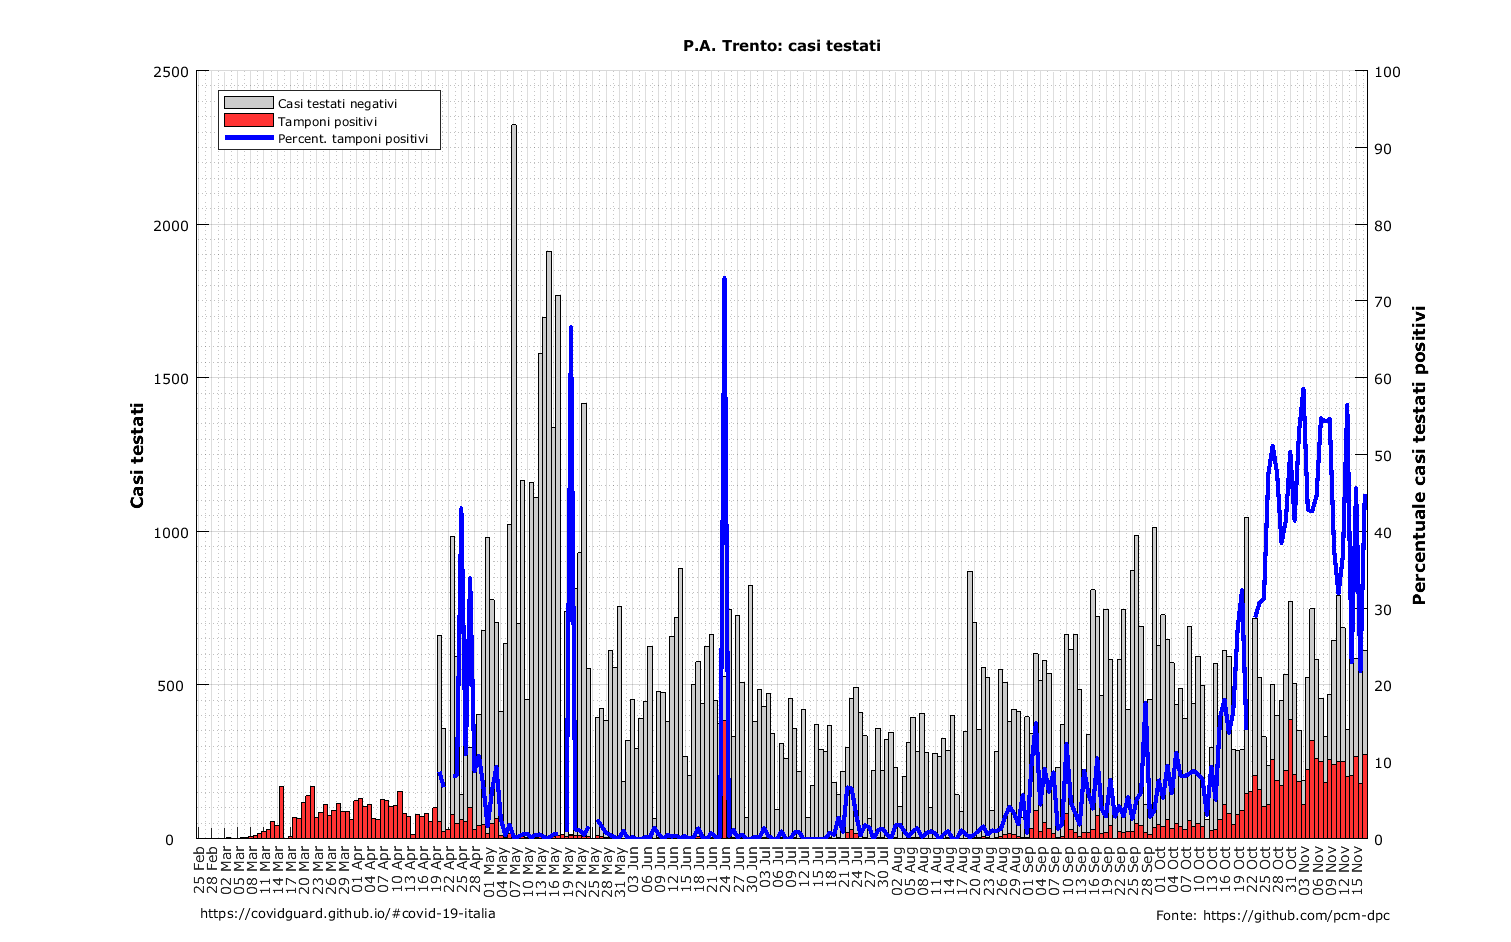 P.A. Trento: casi testati
Casi testati negativi
Tamponi positivi
Percent. tamponi positivi
Casi testati
2500
2000
1500
1000
500
0
100
90
80
70
60
50
40
30
20
10
0
Percentuale casi testati positivi
25 Feb
28 Feb
02 Mar
05 Mar
08 Mar
11 Mar
14 Mar
17 Mar
20 Mar
23 Mar
26 Mar
29 Mar
01 Apr
04 Apr
07 Apr
10 Apr
13 Apr
16 Apr
19 Apr
22 Apr
25 Apr
28 Apr
01 May
04 May
07 May
10 May
13 May
16 May
19 May
22 May
25 May
28 May
31 May
03 Jun
06 Jun
09 Jun
12 Jun
15 Jun
18 Jun
21 Jun
24 Jun
27 Jun
30 Jun
03 Jul
06 Jul
09 Jul
12 Jul
15 Jul
18 Jul
21 Jul
24 Jul
27 Jul
30 Jul
02 Aug
05 Aug
08 Aug
11 Aug
14 Aug
17 Aug
20 Aug
23 Aug
26 Aug
29 Aug
01 Sep
04 Sep
07 Sep
10 Sep
13 Sep
16 Sep
19 Sep
22 Sep
25 Sep
28 Sep
01 Oct
04 Oct
07 Oct
10 Oct
13 Oct
16 Oct
19 Oct
22 Oct
25 Oct
28 Oct
31 Oct
03 Nov
06 Nov
09 Nov
12 Nov
15 Nov
https://covidguard.github.io/#covid-19-italia
Fonte: https://github.com/pcm-dpc